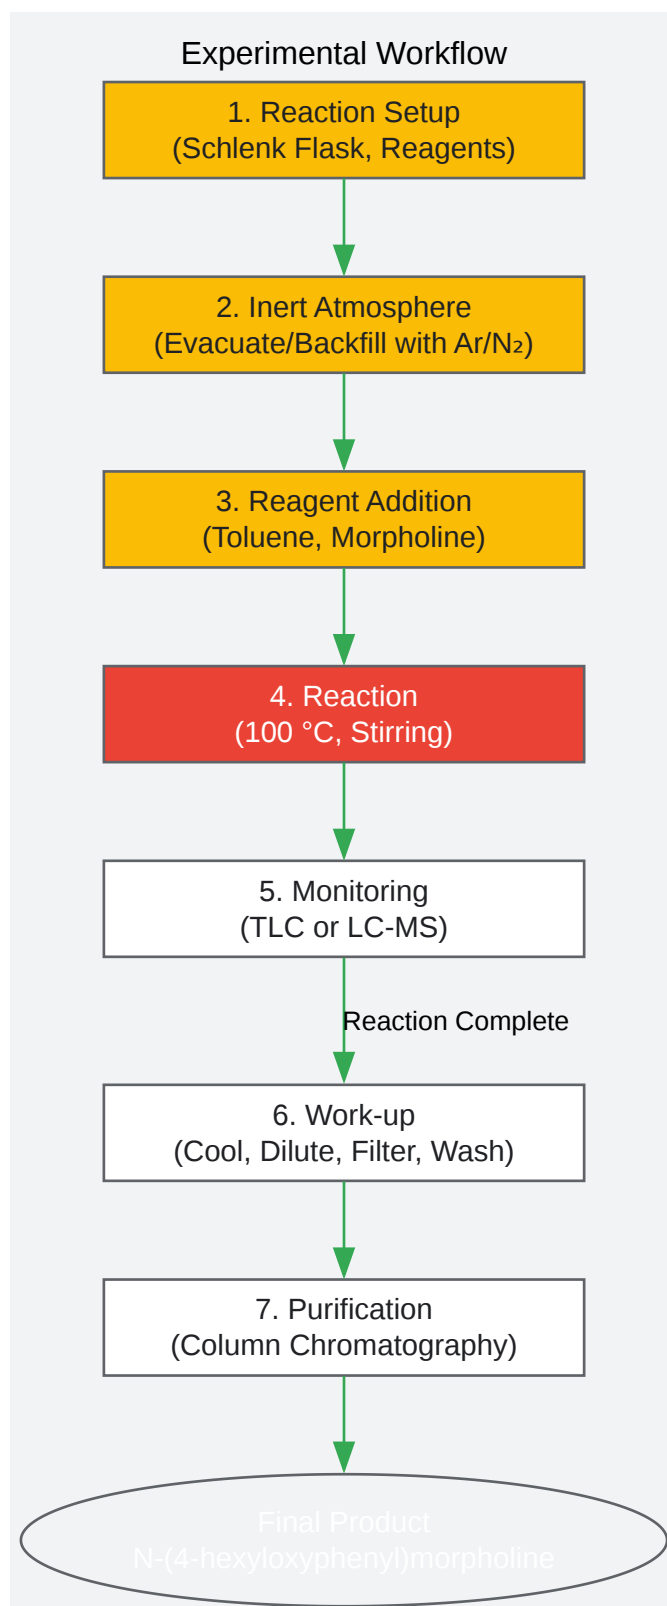 Experimental Workflow
1. Reaction Setup
(Schlenk Flask, Reagents)
2. Inert Atmosphere
(Evacuate/Backfill with Ar/N₂)
3. Reagent Addition
(Toluene, Morpholine)
4. Reaction
(100 °C, Stirring)
5. Monitoring
(TLC or LC-MS)
Reaction Complete
6. Work-up
(Cool, Dilute, Filter, Wash)
7. Purification
(Column Chromatography)
Final Product
N-(4-hexyloxyphenyl)morpholine